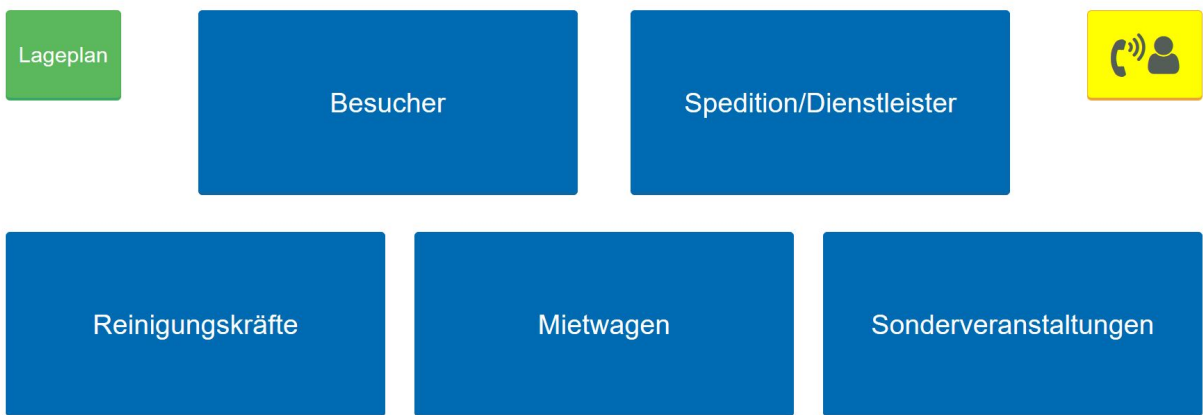 Lageplan
Besucher
Spedition/Dienstleister
Reinigungskräfte
Mietwagen
Sonderveranstaltungen